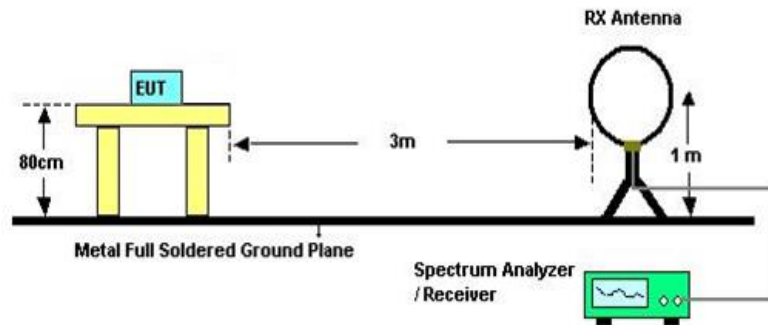 RX Antenna
EUT
3m
80cm
1 m
Metal Full Soldered Ground Plane
Spectrum Analyzer
/ Receiver